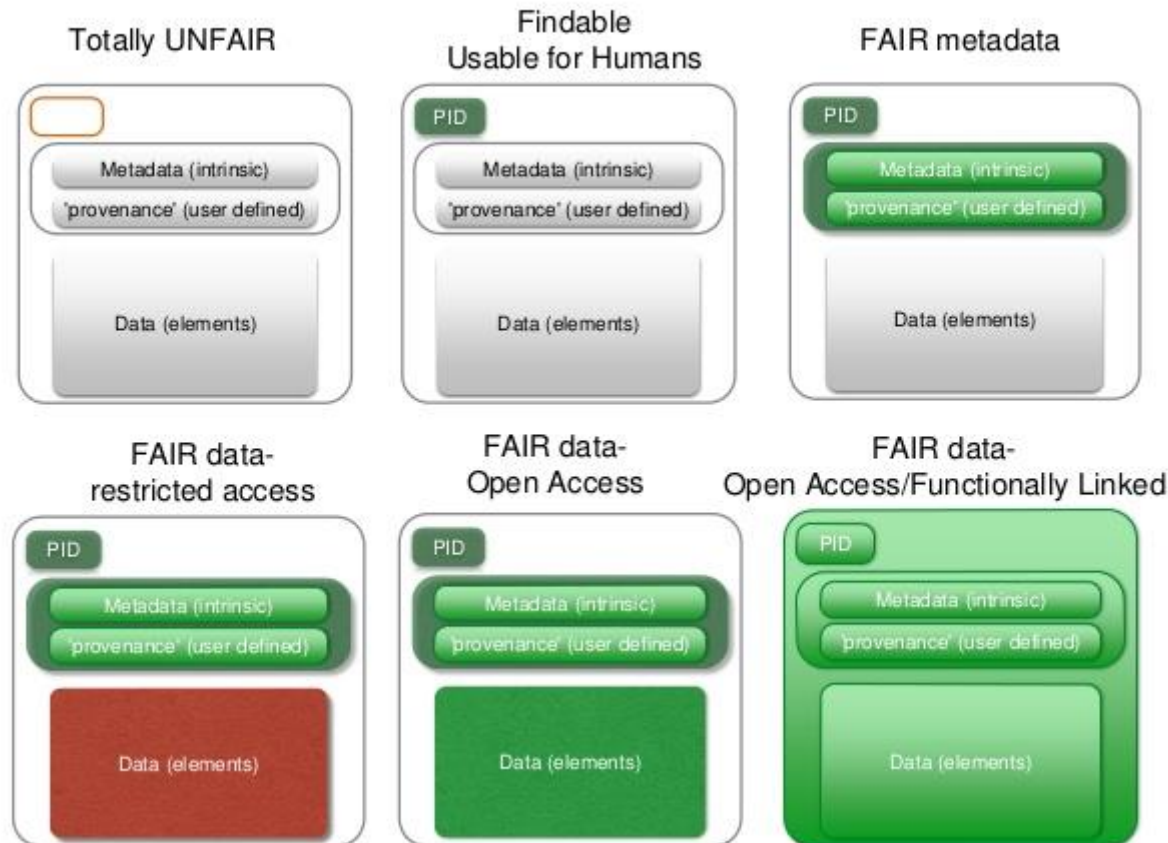 Totally UNFAIR
Metadata (intrinsic)
'provenance' (user defined)
Data (elements)
Findable
Usable for Humans
PID
Metadata (intrinsic)
'provenance' (user defined)
Data (elements)
FAIR metadata
PID
Metadata (intrinsic)
'provenance' (user defined)
Data (elements)
FAIR data-
restricted access
PID
Metadata (intrinsic)
'provenance' (user defined)
Data (elements)
FAIR data-
Open Access
PID
Metadata (intrinsic)
'provenance' (user defined)
Data (elements)
FAIR data-
Open Access/Functionally Linked
PID
Metadata (intrinsic)
'provenance' (user defined)
Data (elements)